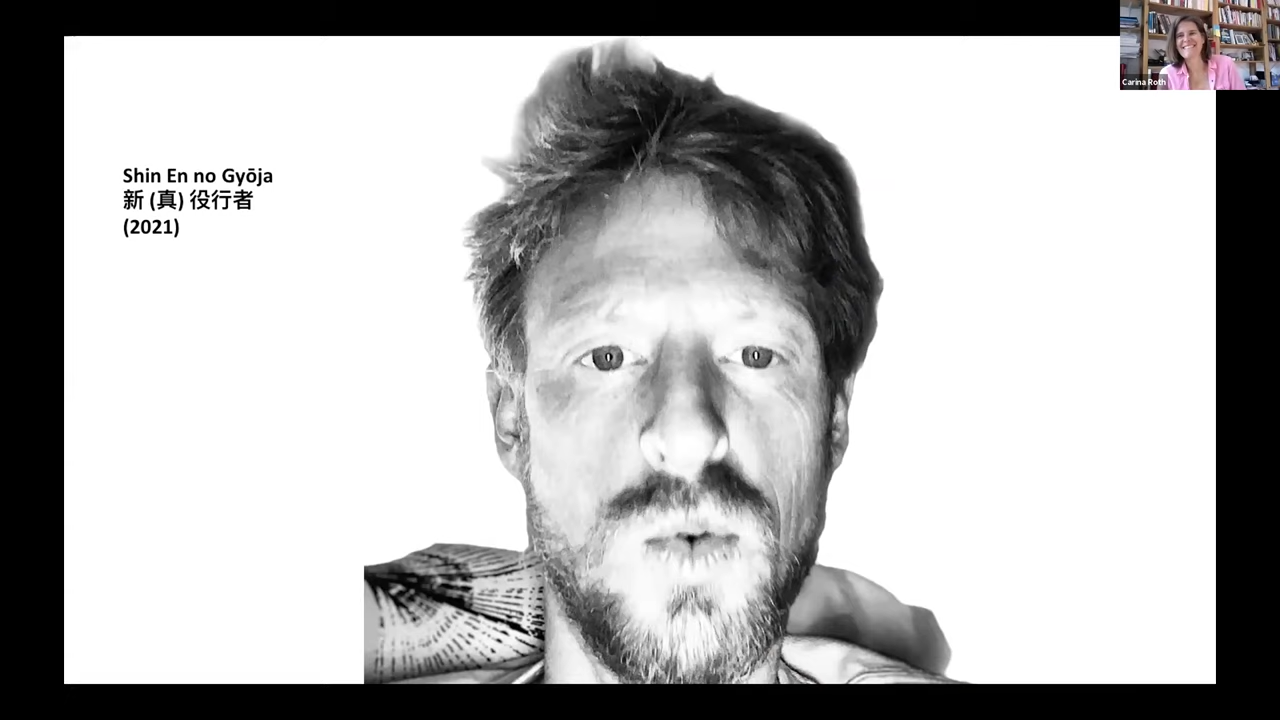 Shin En no Gyōja
新 (真) 役行者
(2021)
Carina Roth